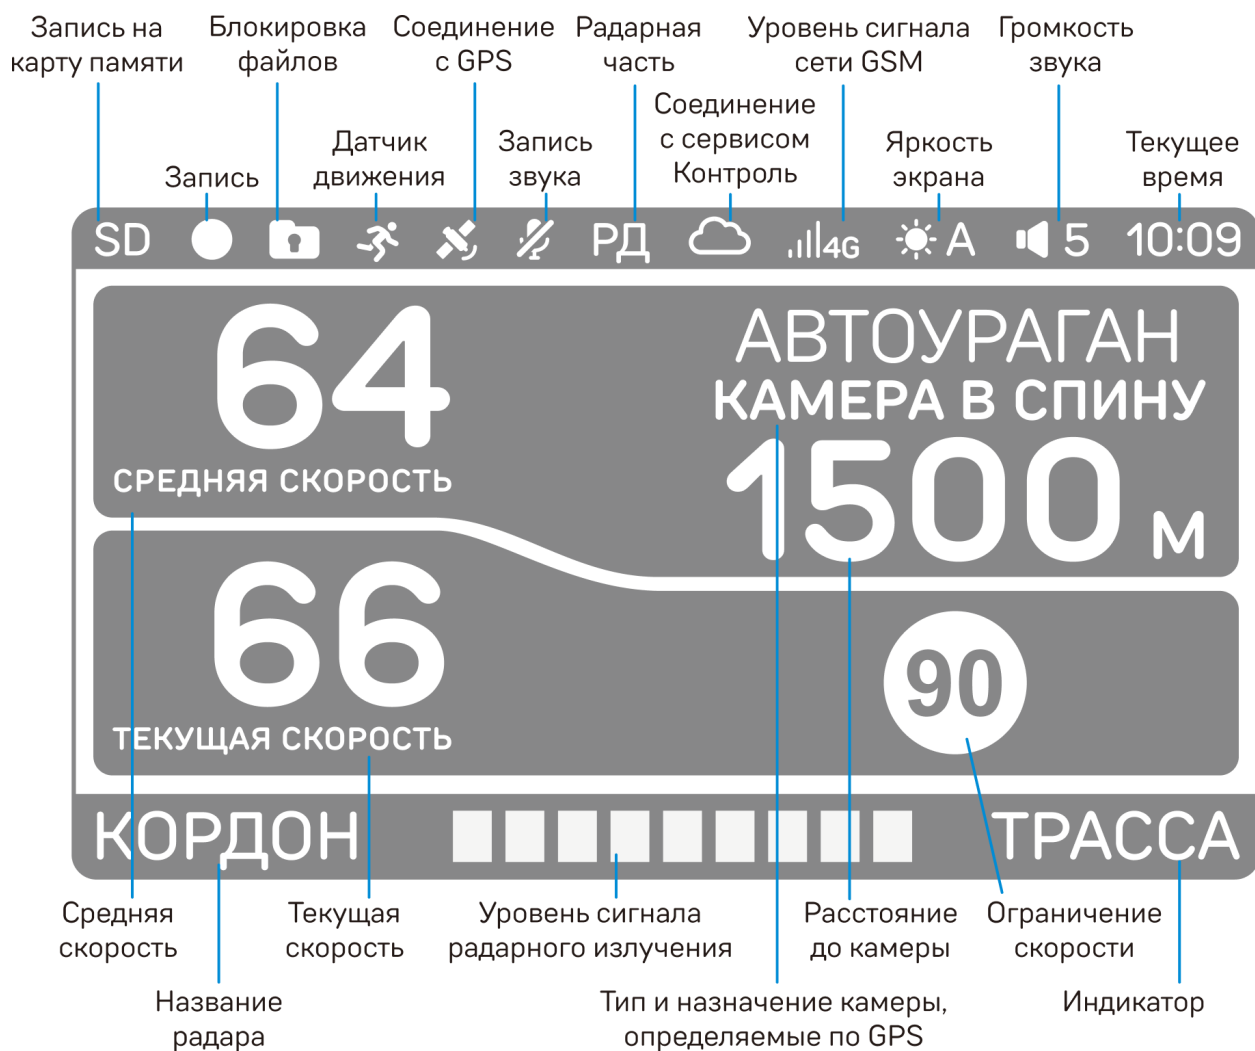 Запись на
карту памяти
Блокировка
файлов
Соединение
с GPS
Радарная
часть
Уровень сигнала
сети GSM
Громкость
звука
Запись
Датчик
движения
Запись
звука
Соединение
с сервисом
Контроль
Яркость
экрана
Текущее
время
SD РД 4G A 5 10:09
64
СРЕДНЯЯ СКОРОСТЬ
АВТОУРАГАН
КАМЕРА В СПИНУ
1500 м
66
ТЕКУЩАЯ СКОРОСТЬ
90
КОРДОН ТРАССА
Средняя
скорость
Текущая
скорость
Уровень сигнала
радарного излучения
Расстояние
до камеры
Ограничение
скорости
Название
радара
Тип и назначение камеры,
определяемые по GPS
Индикатор